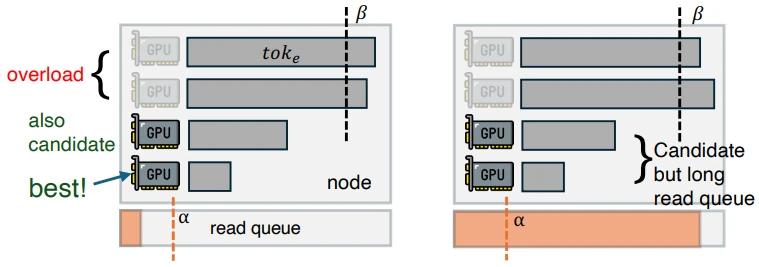 β
GPU
tok_e
overload
GPU
also
candidate
GPU
best!
GPU
node
α
read queue
β
GPU
GPU
GPU
Candidate
but long
read queue
GPU
α